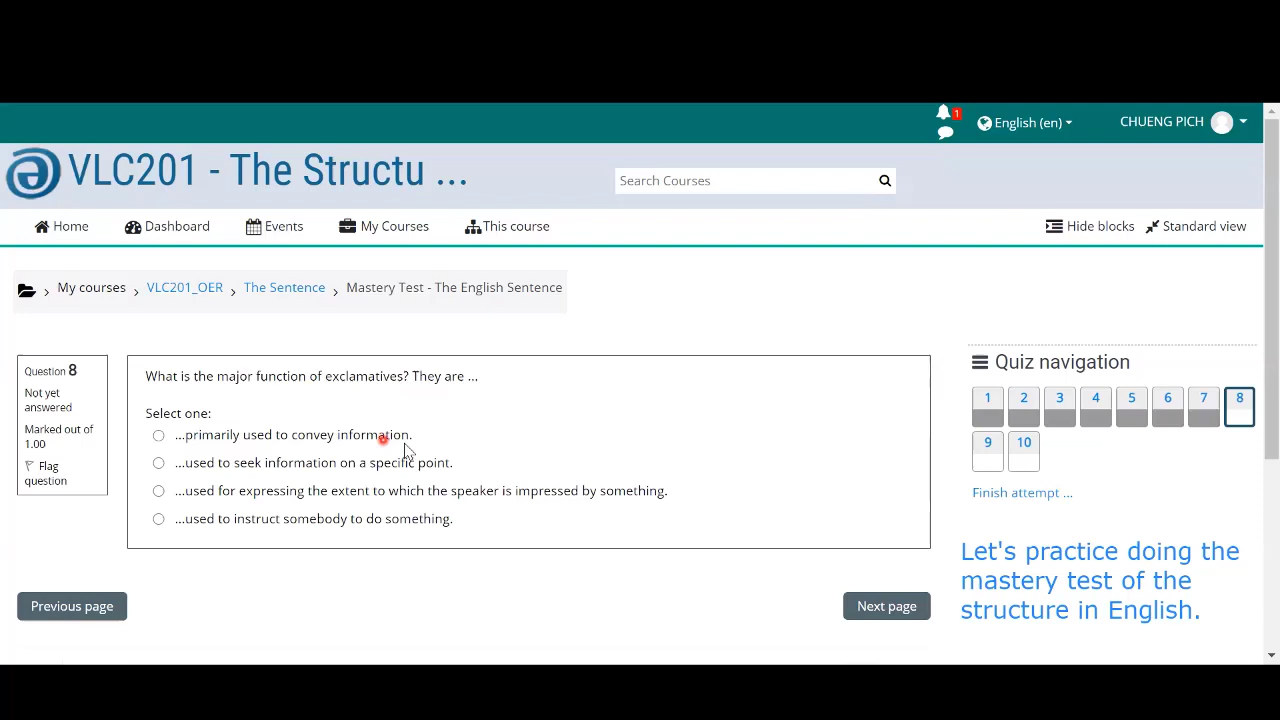 1
English (en)
CHUENG PICH
VLC201 - The Structu ...
Search Courses
Home
Dashboard
Events
My Courses
This course
Hide blocks
Standard view
My courses
VLC201_OER
The Sentence
Mastery Test - The English Sentence
Question 8
Not yet
answered
Marked out of
1.00
Flag
question
What is the major function of exclamatives? They are ...
Select one:
...primarily used to convey information.
...used to seek information on a specific point.
...used for expressing the extent to which the speaker is impressed by something.
...used to instruct somebody to do something.
Previous page
Next page
Quiz navigation
1 2 3 4 5 6 7 8
9 10
Finish attempt ...
Let's practice doing the
mastery test of the
structure in English.